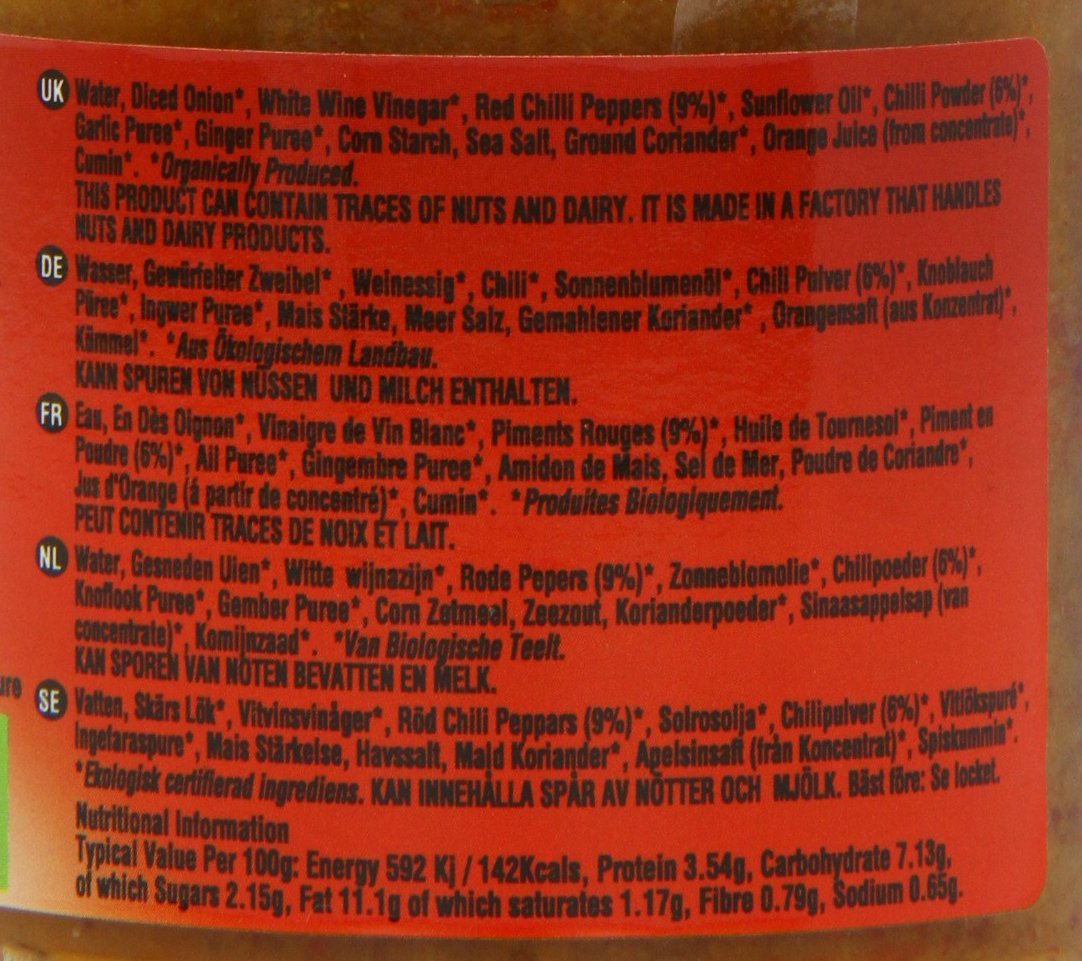 UK Water, Diced Onion*, White Wine Vinegar*, Red Chilli Peppers (9%)*, Sunflower Oil*, Chilli Powder (6%)*,
Garlic Puree*, Ginger Puree*, Corn Starch, Sea Salt, Ground Coriander*, Orange Juice (from concentrate)*,
Cumin*. *Organically Produced.
THIS PRODUCT CAN CONTAIN TRACES OF NUTS AND DAIRY. IT IS MADE IN A FACTORY THAT HANDLES
NUTS AND DAIRY PRODUCTS.
DE Wasser, Gewürfelter Zweibel*, Weinessig*, Chili*, Sonnenblumenöl*, Chili Pulver (6%)*, Knoblauch
Püree*, Ingwer Puree*, Mais Stärke, Meer Salz, Gemahlener Koriander*, Orangensaft (aus Konzentrat)*,
Kümmel*. *Aus Ökologischem Landbau.
KANN SPUREN VON NÜSSEN UND MILCH ENTHALTEN.
FR Eau, En Dès Oignon*, Vinaigre de Vin Blanc*, Piments Rouges (9%)*, Huile de Tournesol*, Piment en
Poudre (6%)*, Ail Puree*, Gingembre Puree*, Amidon de Mais, Sel de Mer, Poudre de Coriandre*,
Jus d'Orange (à partir de concentré)*, Cumin*. *Produites Biologiquement.
PEUT CONTENIR TRACES DE NOIX ET LAIT.
NL Water, Gesneden Uien*, Witte wijnazijn*, Rode Pepers (9%)*, Zonneblomolie*, Chilipoeder (6%)*,
Knoflook Puree*, Gember Puree*, Corn Zetmeal, Zeezout, Korianderpoeder*, Sinaasappelsap (van
concentrate)*, Komijnzaad*. *Van Biologische Teelt.
KAN SPOREN VAN NOTEN BEVATTEN EN MELK.
SE Vatten, Skärs Lök*, Vitvinsvinåger*, Röd Chili Peppars (9%)*, Solrosolja*, Chilipulver (6%)*, Vitlökspuré*,
Ingefaraspure*, Mais Stärkelse, Havssalt, Mald Koriander*, Apelsinsaft (från Koncentrat)*, Spiskummin*.
*Ekologisk certifierad ingrediens. KAN INNEHÅLLA SPÅR AV NÖTTER OCH MJÖLK. Bäst före: Se locket.
Nutritional Information
Typical Value Per 100g: Energy 592 Kj / 142Kcals, Protein 3.54g, Carbohydrate 7.13g,
of which Sugars 2.15g, Fat 11.1g of which saturates 1.17g, Fibre 0.79g, Sodium 0.65g.